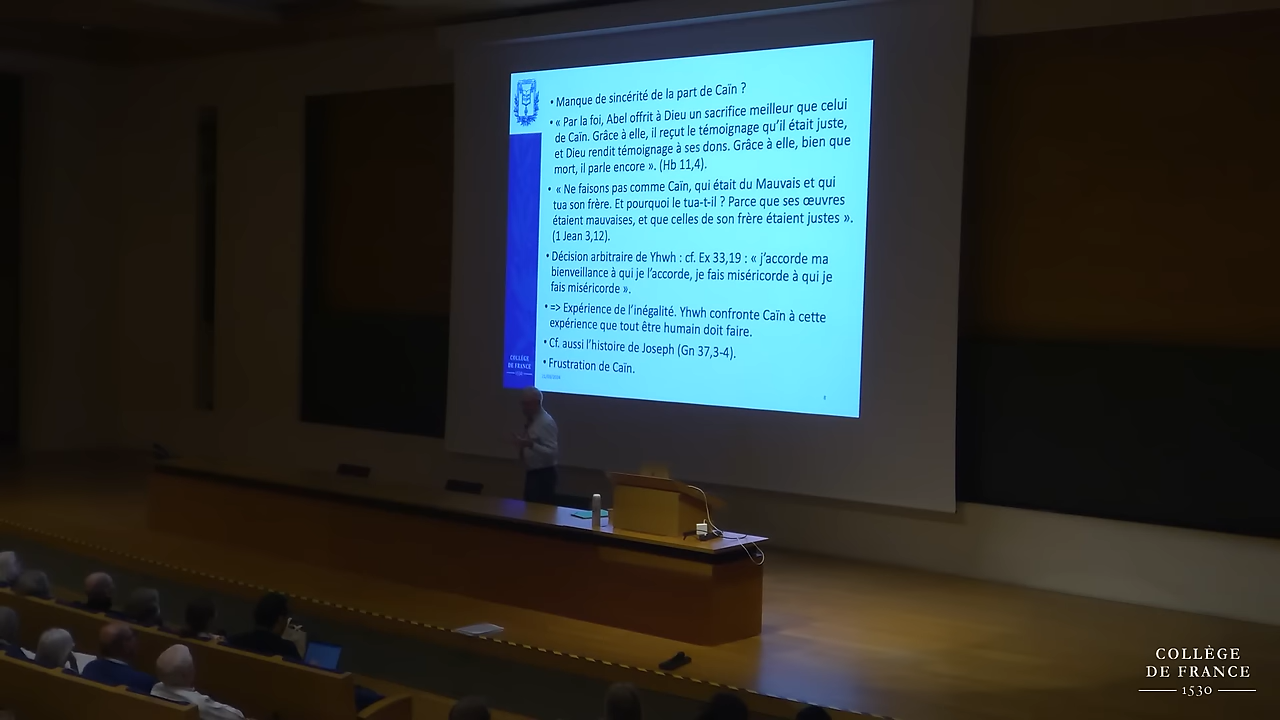 • Manque de sincérité de la part de Caïn ?
• « Par la foi, Abel offrit à Dieu un sacrifice meilleur que celui
de Caïn. Grâce à elle, il reçut le témoignage qu'il était juste,
et Dieu rendit témoignage à ses dons. Grâce à elle, bien que
mort, il parle encore ». (Hb 11,4).
• « Ne faisons pas comme Caïn, qui était du Mauvais et qui
tua son frère. Et pourquoi le tua-t-il ? Parce que ses œuvres
étaient mauvaises, et que celles de son frère étaient justes ».
(1 Jean 3,12).
• Décision arbitraire de Yhwh : cf. Ex 33,19 : « j'accorde ma
bienveillance à qui je l'accorde, je fais miséricorde à qui je
fais miséricorde ».
• => Expérience de l'inégalité. Yhwh confronte Caïn à cette
expérience que tout être humain doit faire.
• Cf. aussi l'histoire de Joseph (Gn 37,3-4).
• Frustration de Caïn.
COLLÈGE
DE FRANCE
1530
COLLÈGE
DE FRANCE
1530